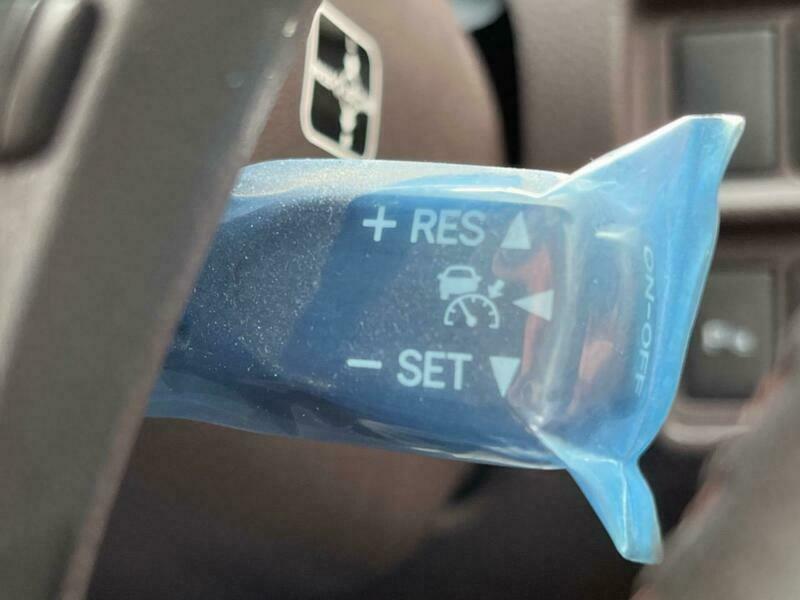 + RES
- SET
ON-OFF